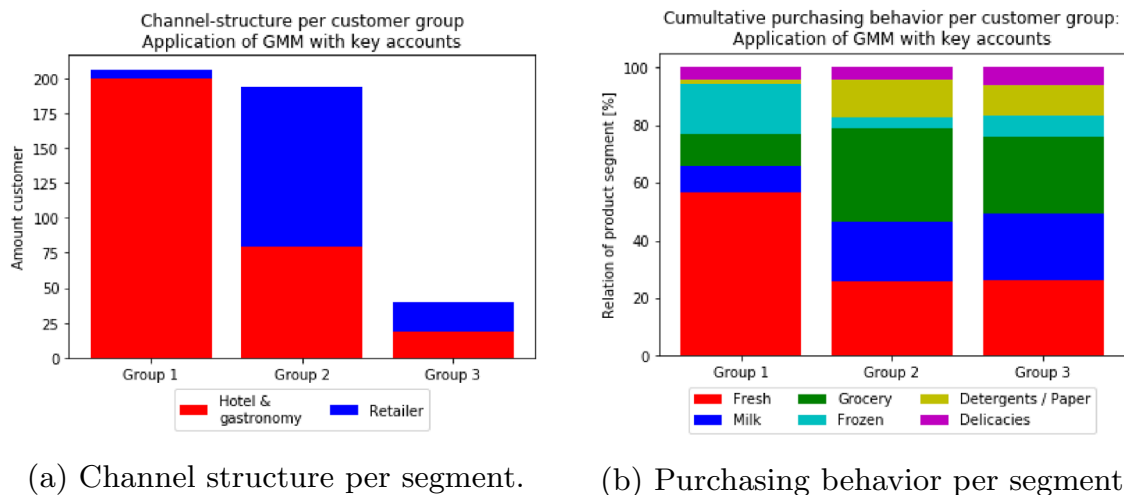 Channel-structure per customer group
Application of GMM with key accounts
Amount customer
200
175
150
125
100
75
50
25
0
Group 1 Group 2 Group 3
Hotel & gastronomy
Retailer
(a) Channel structure per segment.
Cumultative purchasing behavior per customer group:
Application of GMM with key accounts
Relation of product segment [%]
100
80
60
40
20
0
Group 1 Group 2 Group 3
Fresh Grocery Detergents / Paper
Milk Frozen Delicacies
(b) Purchasing behavior per segment